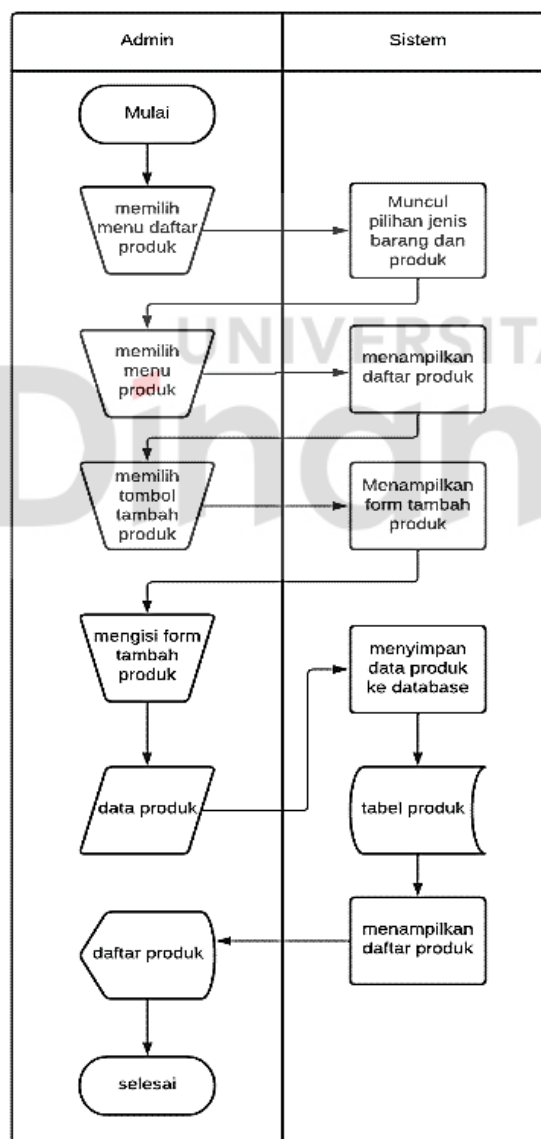 Admin
Sistem
Mulai
memilih
menu daftar
produk
Muncul
pilihan jenis
barang dan
produk
UNIVERSITA
memilih
menu
produk
menampilkan
daftar produk
Dinam
memilih
tombol
tambah
produk
Menampilkan
form tambah
produk
mengisi form
tambah
produk
menyimpan
data produk
ke database
data produk
tabel produk
daftar produk
menampilkan
daftar produk
selesai